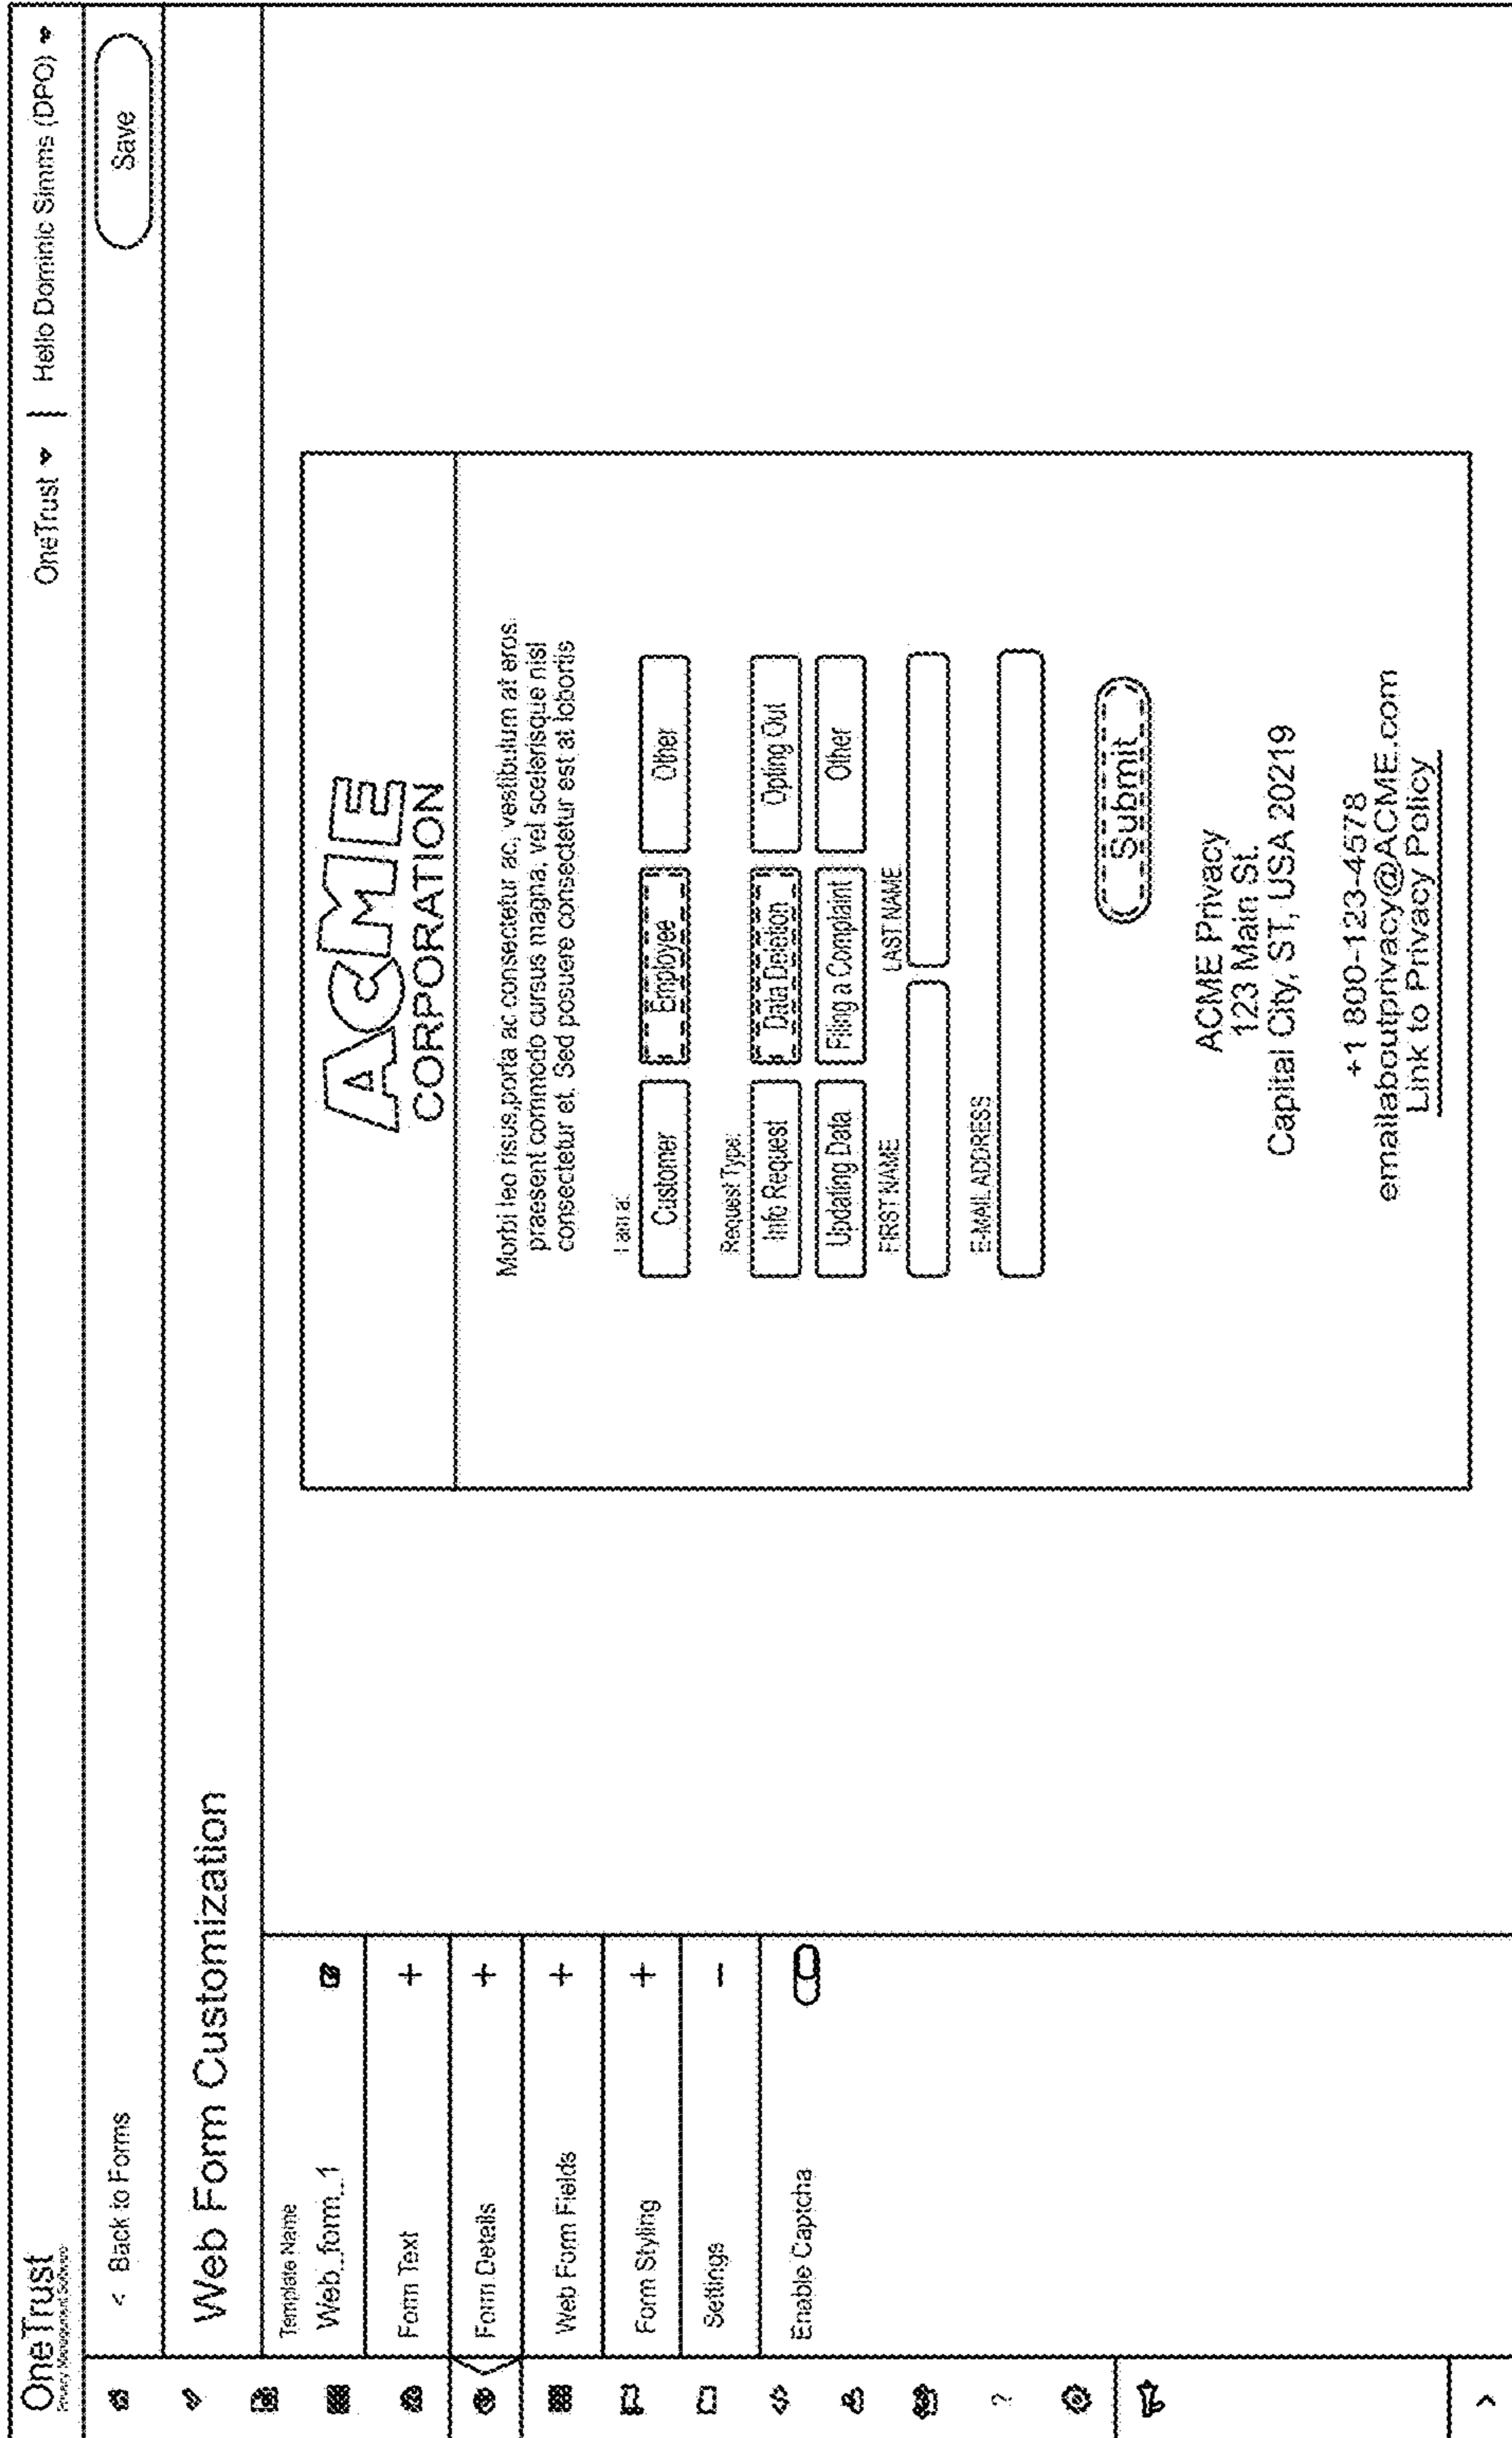 OneTrust
Privacy Management Software
OneTrust
Hello Dominic Simms (DPO)
< Back to Forms
Save
Web Form Customization
Template Name
Web_form_1
Form Text +
Form Details +
Web Form Fields +
Form Styling +
Settings −
Enable Captcha
ACME
CORPORATION
Morbi leo risus,porta ac consectetur ac, vestibulum at eros.
praesent commodo cursus magna, vel scelerisque nisl
consectetur et. Sed posuere consectetur est at lobortis
I am a:
Customer Employee Other
Request Type:
Info Request Data Deletion Opting Out
Updating Data Filing a Complaint Other
FIRST NAME LAST NAME
E-MAIL ADDRESS
Submit
ACME Privacy
123 Main St.
Capital City, ST, USA 20219
+1 800-123-4578
emailaboutprivacy@ACME.com
Link to Privacy Policy
?
>